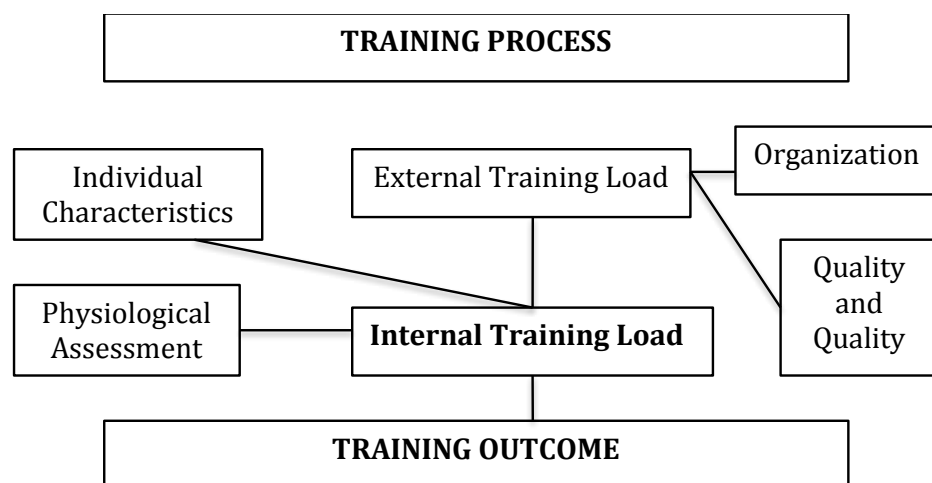 TRAINING PROCESS
Individual
Characteristics
External Training Load
Organization
Physiological
Assessment
Internal Training Load
Quality
and
Quality
TRAINING OUTCOME